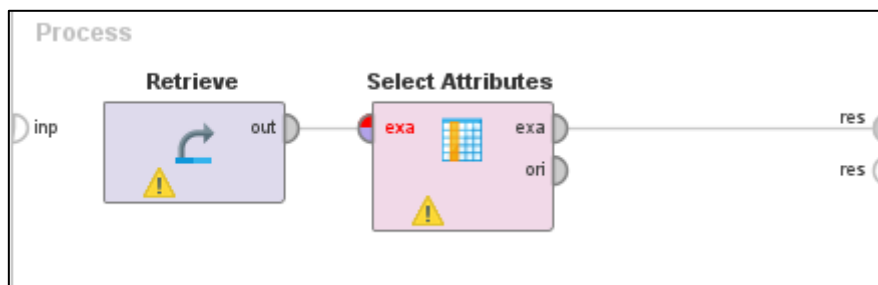 Process
Retrieve
Select Attributes
inp
out
exa
exa
res
ori
res